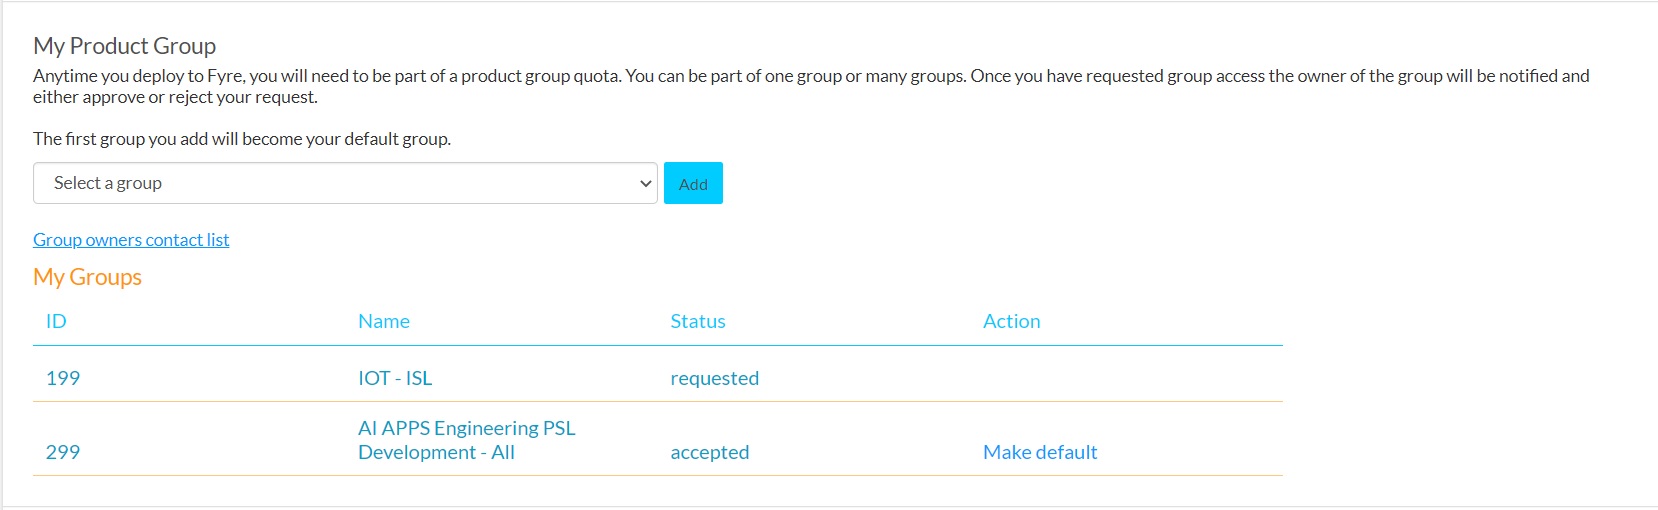 My Product Group
Anytime you deploy to Fyre, you will need to be part of a product group quota. You can be part of one group or many groups. Once you have requested group access the owner of the group will be notified and
either approve or reject your request.
The first group you add will become your default group.
Select a group
Add
Group owners contact list
My Groups
ID Name Status Action
199 IOT - ISL requested
AI APPS Engineering PSL
299 Development - All accepted Make default